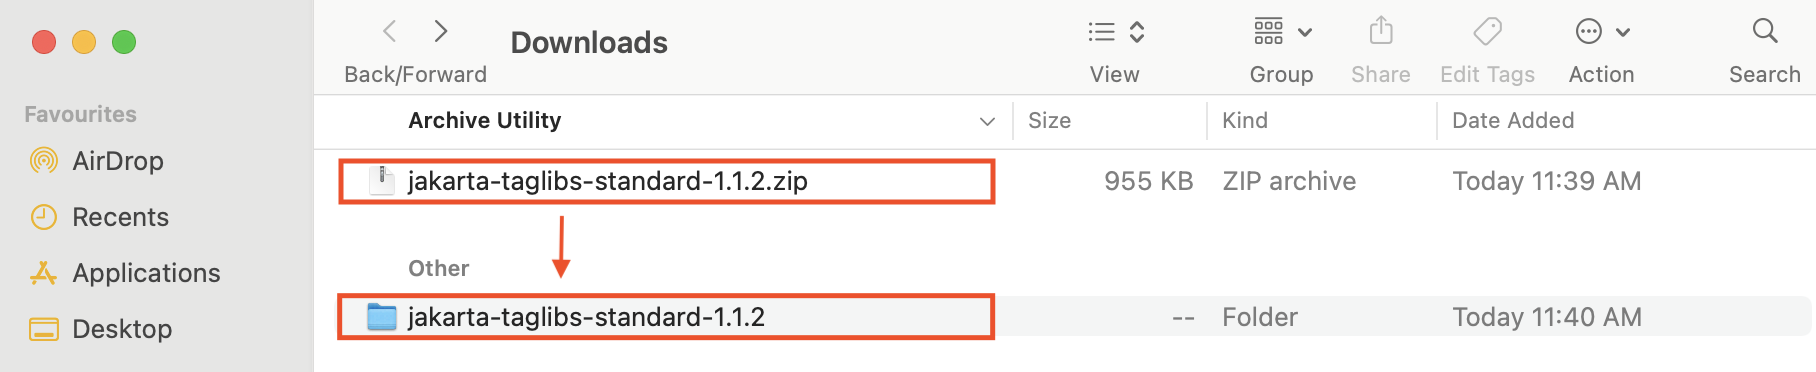 Downloads
Back/Forward
View
Group
Share
Edit Tags
Action
Search
Favourites
AirDrop
Recents
Applications
Desktop
Archive Utility Size Kind Date Added
jakarta-taglibs-standard-1.1.2.zip 955 KB ZIP archive Today 11:39 AM
Other
jakarta-taglibs-standard-1.1.2 -- Folder Today 11:40 AM